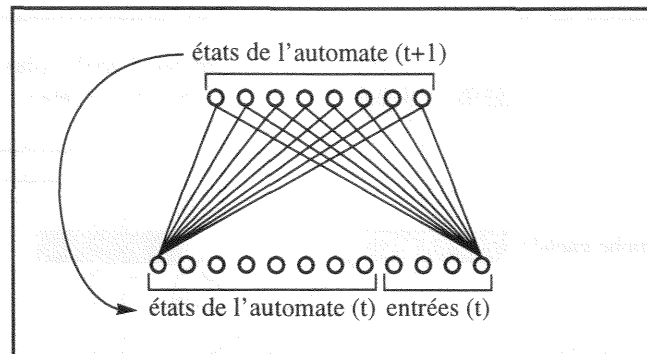 états de l'automate (t+1)
états de l'automate (t) entrées (t)